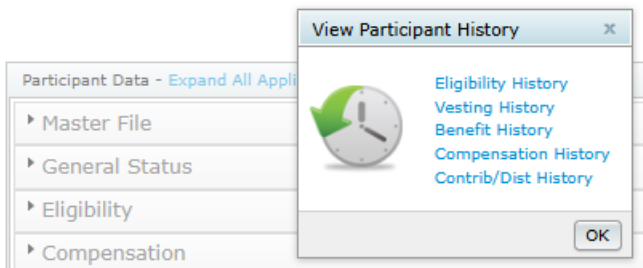 View Participant History x
Participant Data - Expand All Appli
Eligibility History
Vesting History
Benefit History
Compensation History
Contrib/Dist History
Master File
General Status
Eligibility
Compensation
OK